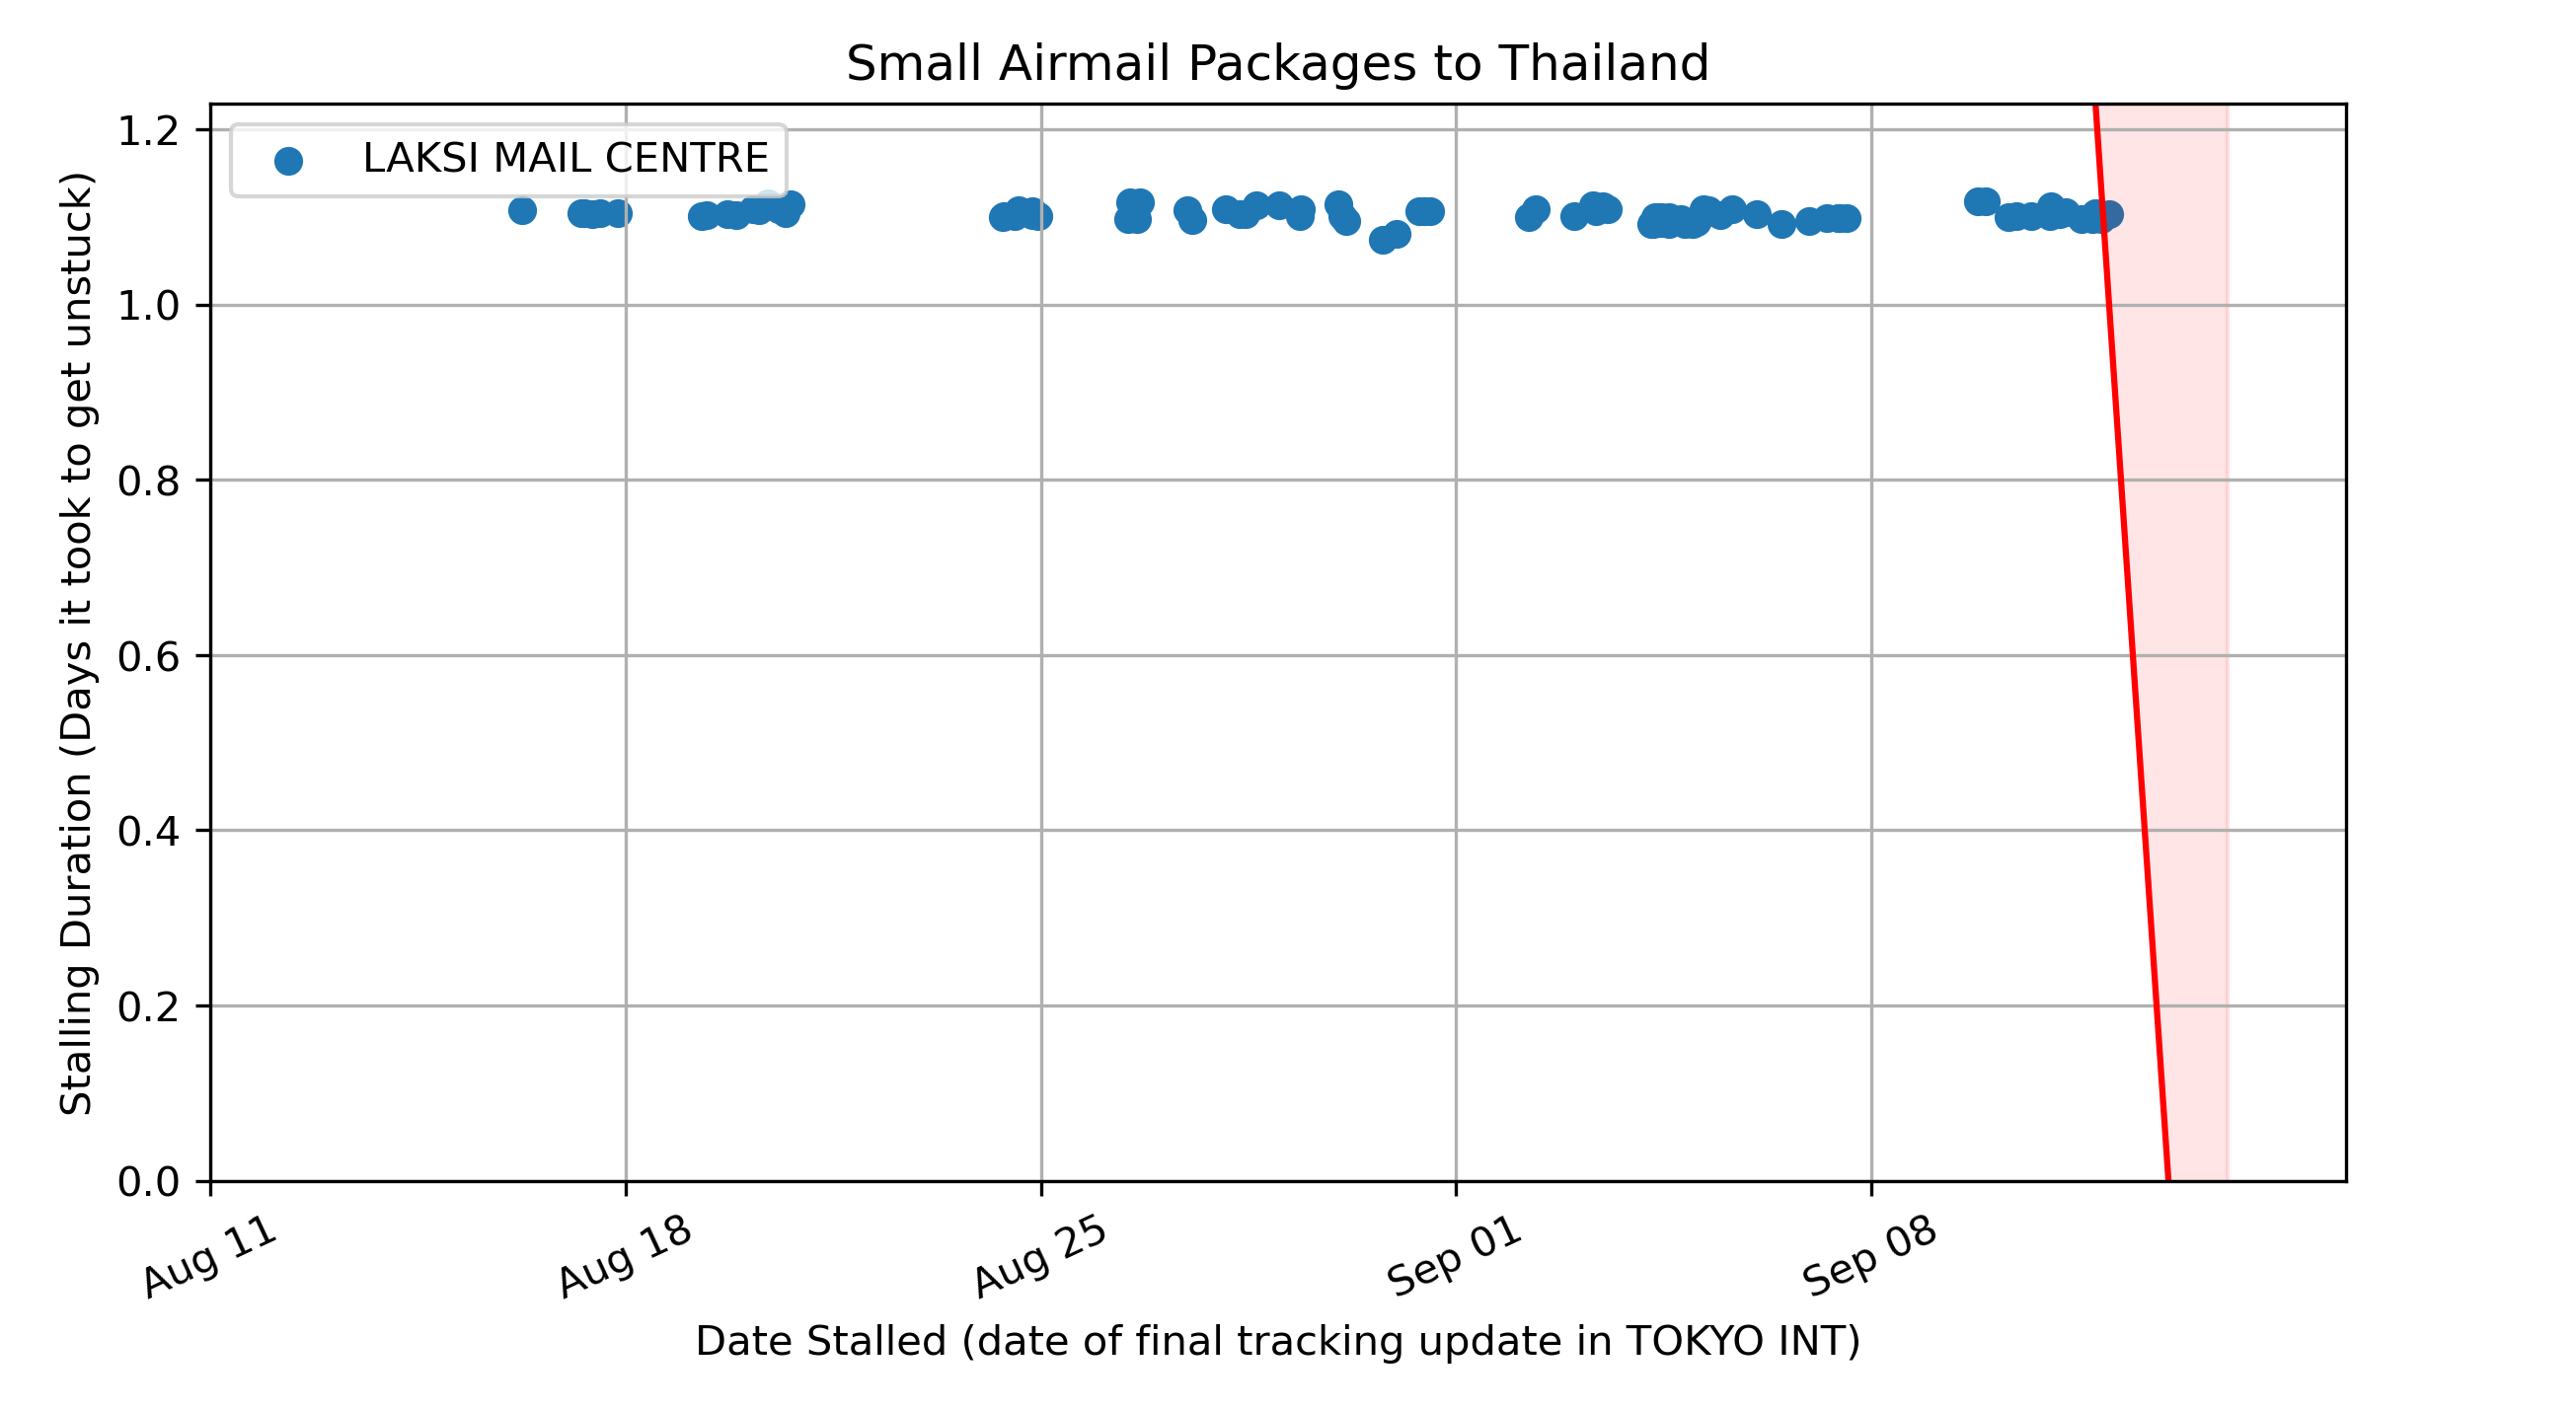 Small Airmail Packages to Thailand
LAKSI MAIL CENTRE
Stalling Duration (Days it took to get unstuck)
1.2
1.0
0.8
0.6
0.4
0.2
0.0
Aug 11
Aug 18
Aug 25
Sep 01
Sep 08
Date Stalled (date of final tracking update in TOKYO INT)